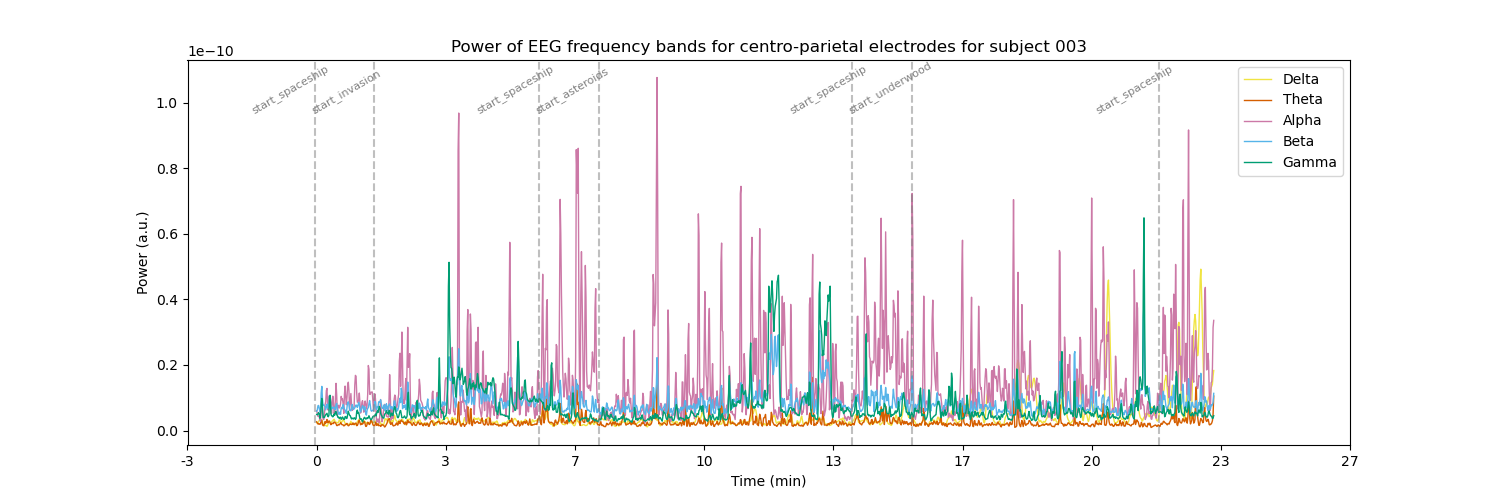 Power of EEG frequency bands for centro-parietal electrodes for subject 003
1e−10
start_spaceship
start_invasion
start_spaceship
start_asteroids
start_spaceship
start_underwood
start_spaceship
Delta
Theta
Alpha
Beta
Gamma
1.0
0.8
0.6
0.4
0.2
0.0
Power (a.u.)
-3
0
3
7
10
13
17
20
23
27
Time (min)